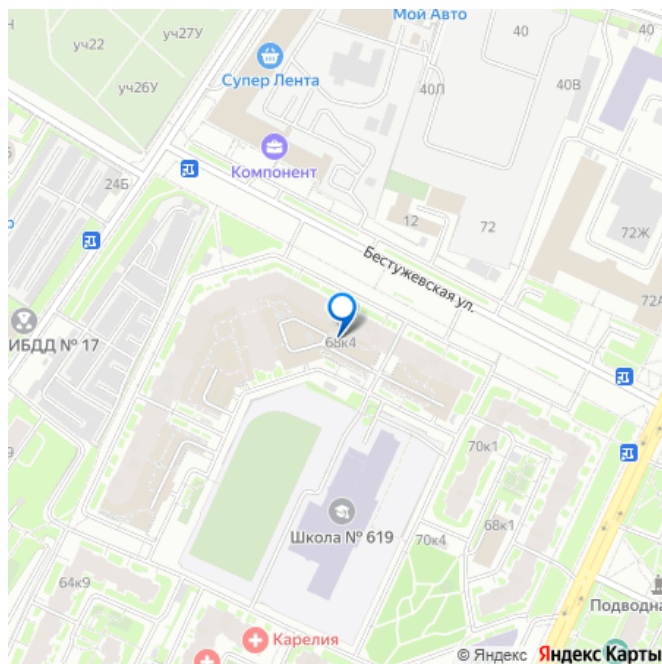 Мой Авто
уч27У
уч22
40
40
Супер Лента
уч26У
40Л
40В
Компонент
24Б
12
72
72Ж
Бестужевская ул.
72А
ИБДД № 17
68к4
70к1
Школа № 619
68к1
70к4
64к9
Подводна
Карелия
© Яндекс Яндекс Карты